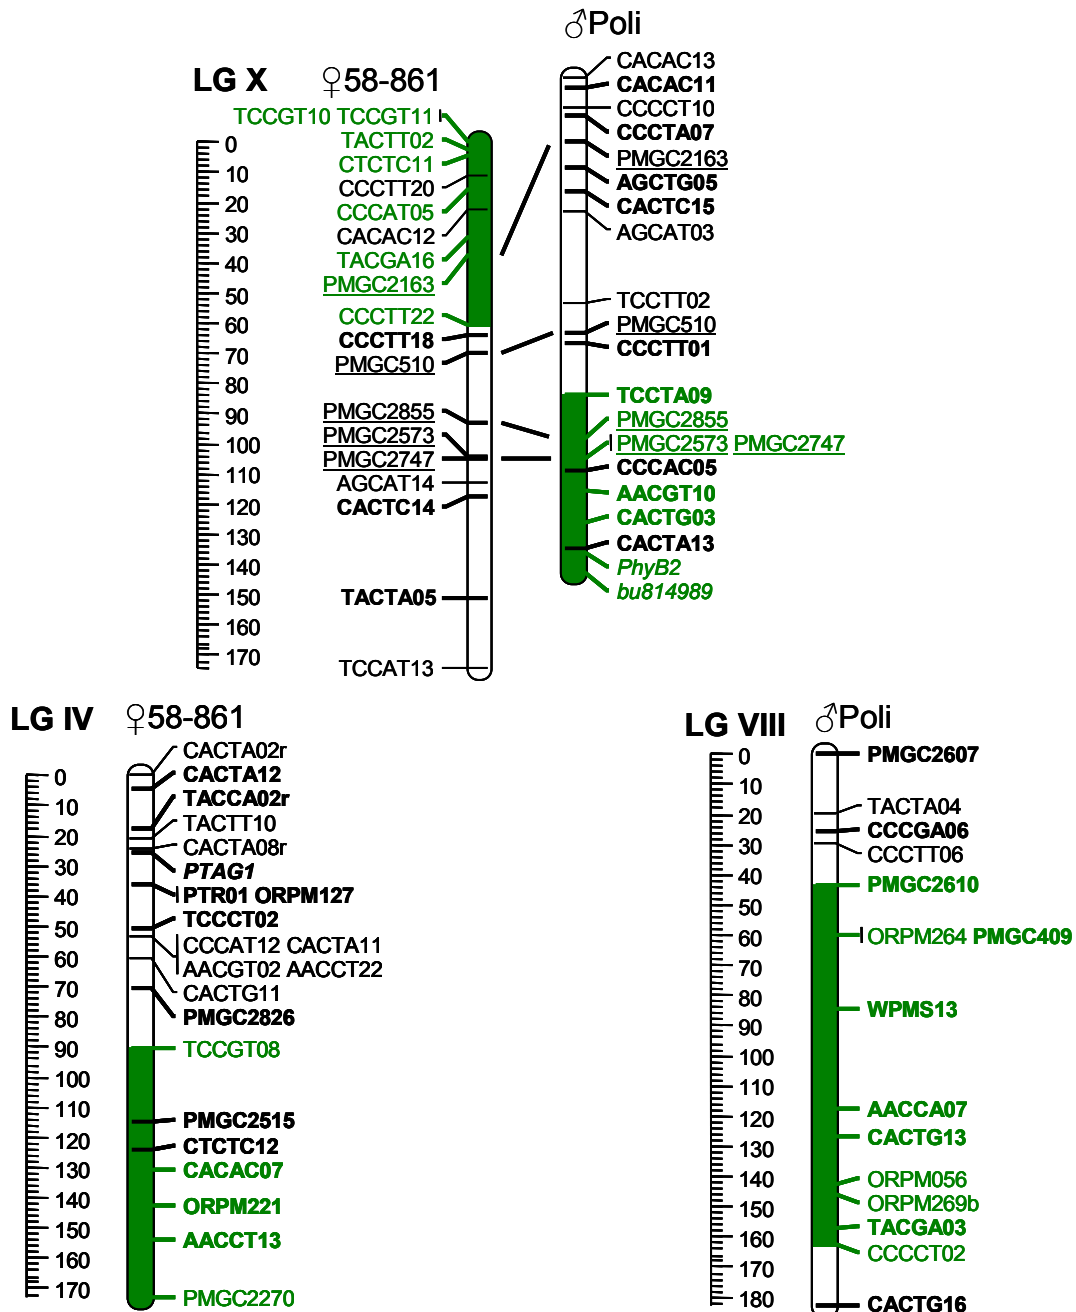 ♂Poli
LG X ♀58-861
CACAC13
CACAC11
CCCCT10
CCCTA07
PMGC2163
AGCTG05
CACTC15
AGCAT03
TCCTT02
PMGC510
CCCTT01
TCCTA09
PMGC2855
PMGC2573 PMGC2747
CCCAC05
AACGT10
CACTG03
CACTA13
PhyB2
bu814989
TCCGT10 TCCGT11
TACTT02
CTCTC11
CCCTT20
CCCAT05
CACAC12
TACGA16
PMGC2163
CCCTT22
CCCTT18
PMGC510
PMGC2855
PMGC2573
PMGC2747
AGCAT14
CACTC14
TACTA05
TCCAT13
0
10
20
30
40
50
60
70
80
90
100
110
120
130
140
150
160
170
LG IV ♀58-861
0
10
20
30
40
50
60
70
80
90
100
110
120
130
140
150
160
170
CACTA02r
CACTA12
TACCA02r
TACTT10
CACTA08r
PTAG1
PTR01 ORPM127
TCCCT02
CCCAT12 CACTA11
AACGT02 AACCT22
CACTG11
PMGC2826
TCCGT08
PMGC2515
CTCTC12
CACAC07
ORPM221
AACCT13
PMGC2270
LG VIII ♂Poli
0
10
20
30
40
50
60
70
80
90
100
110
120
130
140
150
160
170
180
PMGC2607
TACTA04
CCCGA06
CCCTT06
PMGC2610
ORPM264 PMGC409
WPMS13
AACCA07
CACTG13
ORPM056
ORPM269b
TACGA03
CCCCT02
CACTG16